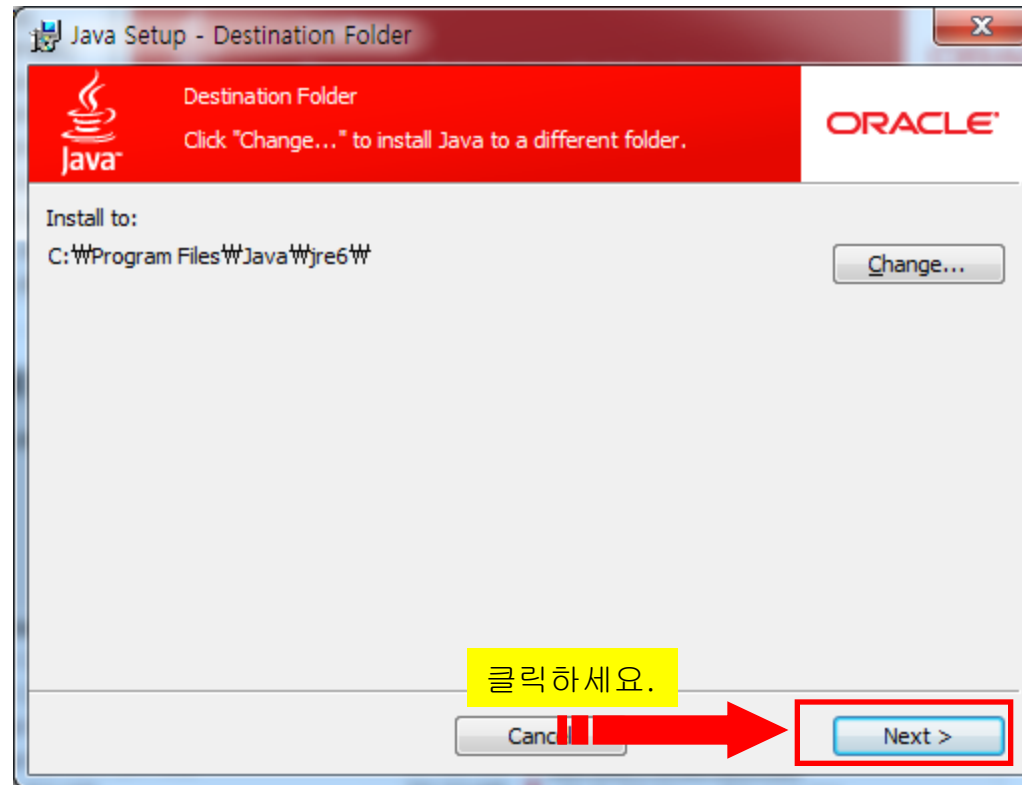 Java Setup - Destination Folder
Destination Folder
Click "Change..." to install Java to a different folder.
Java
ORACLE
Install to:
C:₩Program Files₩Java₩jre6₩
Change...
클릭하세요.
Next >